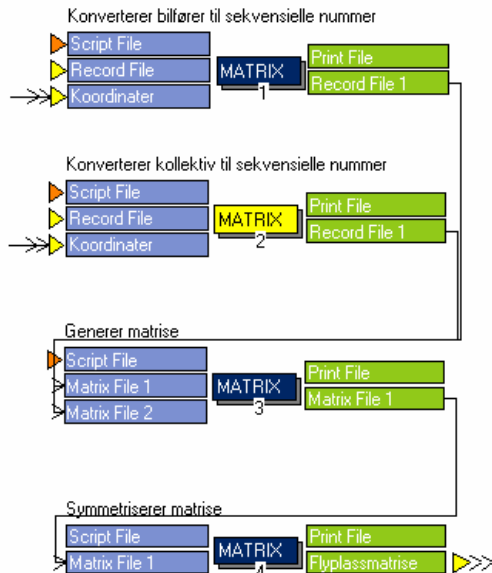 Konverterer bilfører til sekvensielle nummer
Script File
Record File
Koordinater
MATRIX
1
Print File
Record File 1
Konverterer kollektiv til sekvensielle nummer
Script File
Record File
Koordinater
MATRIX
2
Print File
Record File 1
Generer matrise
Script File
Matrix File 1
Matrix File 2
MATRIX
3
Print File
Matrix File 1
Symmetriserer matrise
Script File
Matrix File 1
MATRIX
4
Print File
Flyplassmatrise